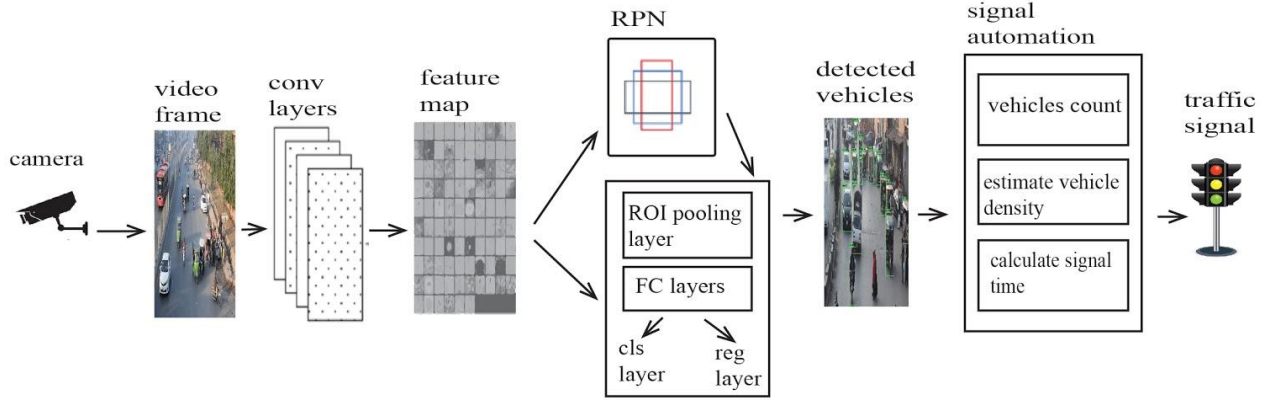 camera
video
frame
conv
layers
feature
map
RPN
ROI pooling
layer
FC layers
cls
layer
reg
layer
detected
vehicles
signal
automation
vehicles count
estimate vehicle
density
calculate signal
time
traffic
signal